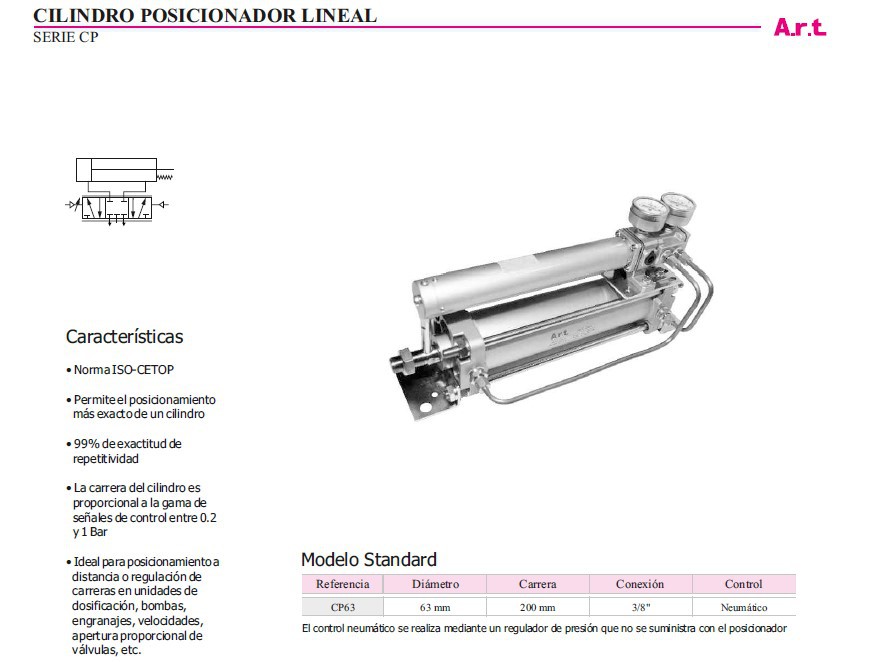 CILINDRO POSICIONADOR LINEAL
SERIE CP
A.r.t.
Características
• Norma ISO-CETOP
• Permite el posicionamiento
más exacto de un cilindro
• 99% de exactitud de
repetitividad
• La carrera del cilindro es
proporcional a la gama de
señales de control entre 0.2
y 1 Bar
• Ideal para posicionamiento a
distancia o regulación de
carreras en unidades de
dosificación, bombas,
engranajes, velocidades,
apertura proporcional de
válvulas, etc.
A.r.t.
Modelo Standard
Referencia Diámetro Carrera Conexión Control
CP63 63 mm 200 mm 3/8" Neumático
El control neumático se realiza mediante un regulador de presión que no se suministra con el posicionador